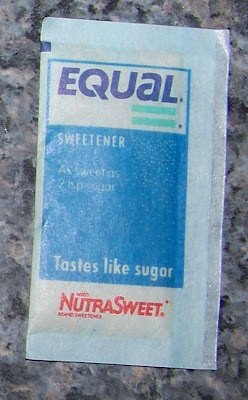 EQUAL®
SWEETENER
As sweet as
2 tsp. sugar
Tastes like sugar
with
NUTRASWEET®
BRAND SWEETENER